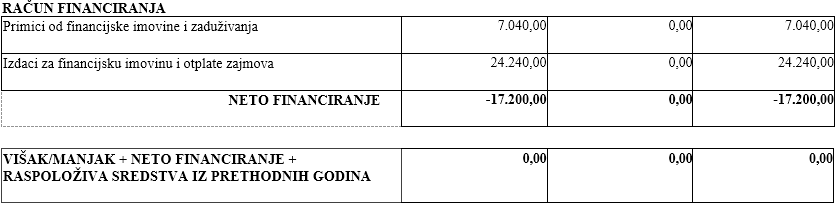 RAČUN FINANCIRANJA
Primici od financijske imovine i zaduživanja 7.040,00 0,00 7.040,00
Izdaci za financijsku imovinu i otplate zajmova 24.240,00 0,00 24.240,00
NETO FINANCIRANJE -17.200,00 0,00 -17.200,00
VIŠAK/MANJAK + NETO FINANCIRANJE + 0,00 0,00 0,00
RASPOLOŽIVA SREDSTVA IZ PRETHODNIH GODINA